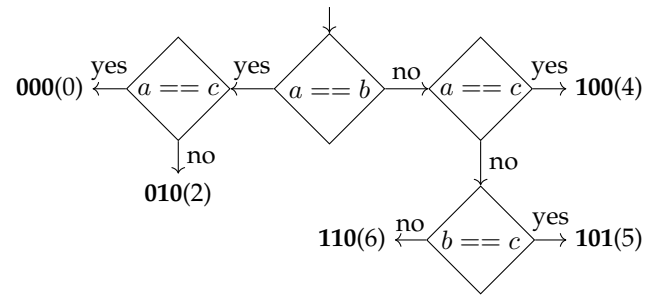 yes yes no yes
000(0) a == c a == b a == c 100(4)
no no
010(2)
no yes
110(6) b == c 101(5)